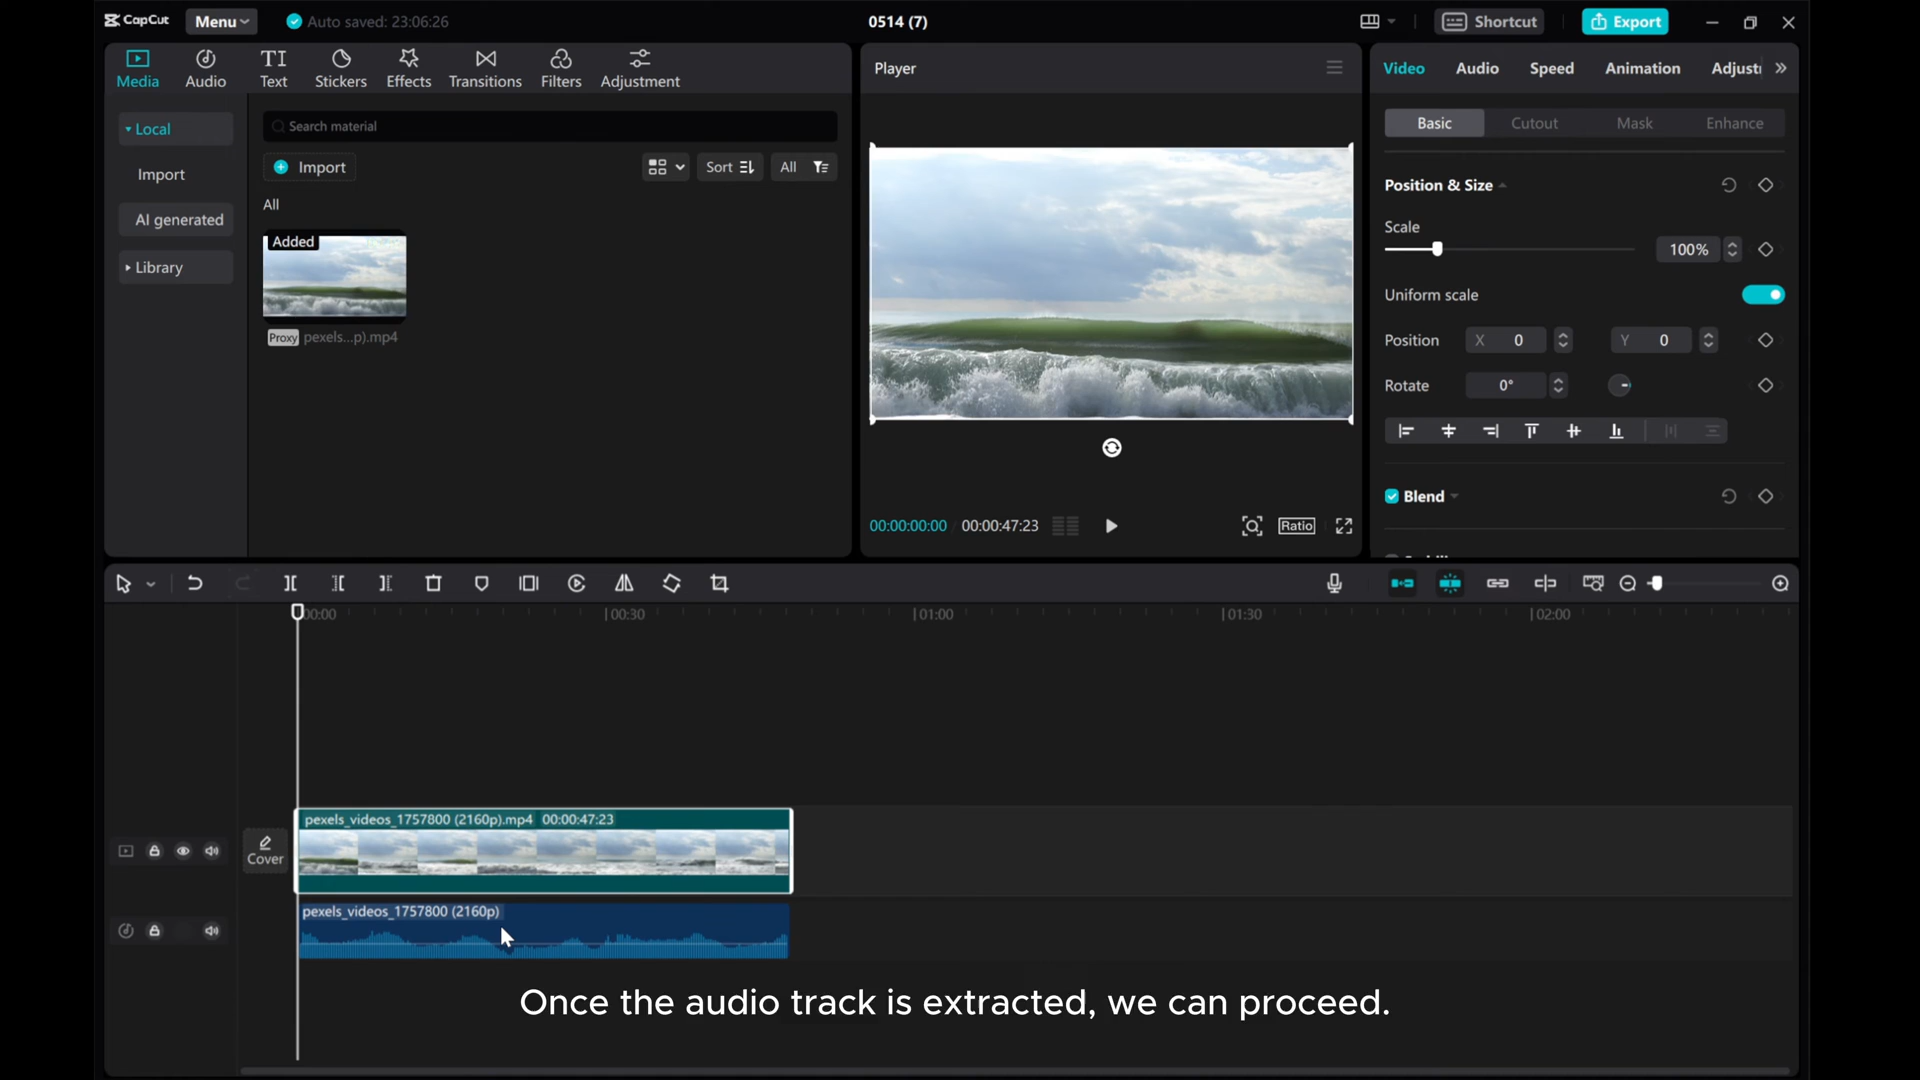 CapCut
Menu
Auto saved: 23:06:26
0514 (7)
Shortcut
Export
Media
Audio
Text
Stickers
Effects
Transitions
Filters
Adjustment
Local
Import
AI generated
Library
Search material
Import
Sort
All
All
Added
Proxy pexels...p).mp4
Player
00:00:00:00
00:00:47:23
Ratio
Video
Audio
Speed
Animation
Basic
Cutout
Mask
Enhance
Position & Size
Scale
100%
Uniform scale
Position
X 0
Y 0
Rotate
0°
Blend
00:00
00:30
01:00
01:30
02:00
Cover
pexels_videos_1757800 (2160p).mp4 00:00:47:23
pexels_videos_1757800 (2160p)
Once the audio track is extracted, we can proceed.